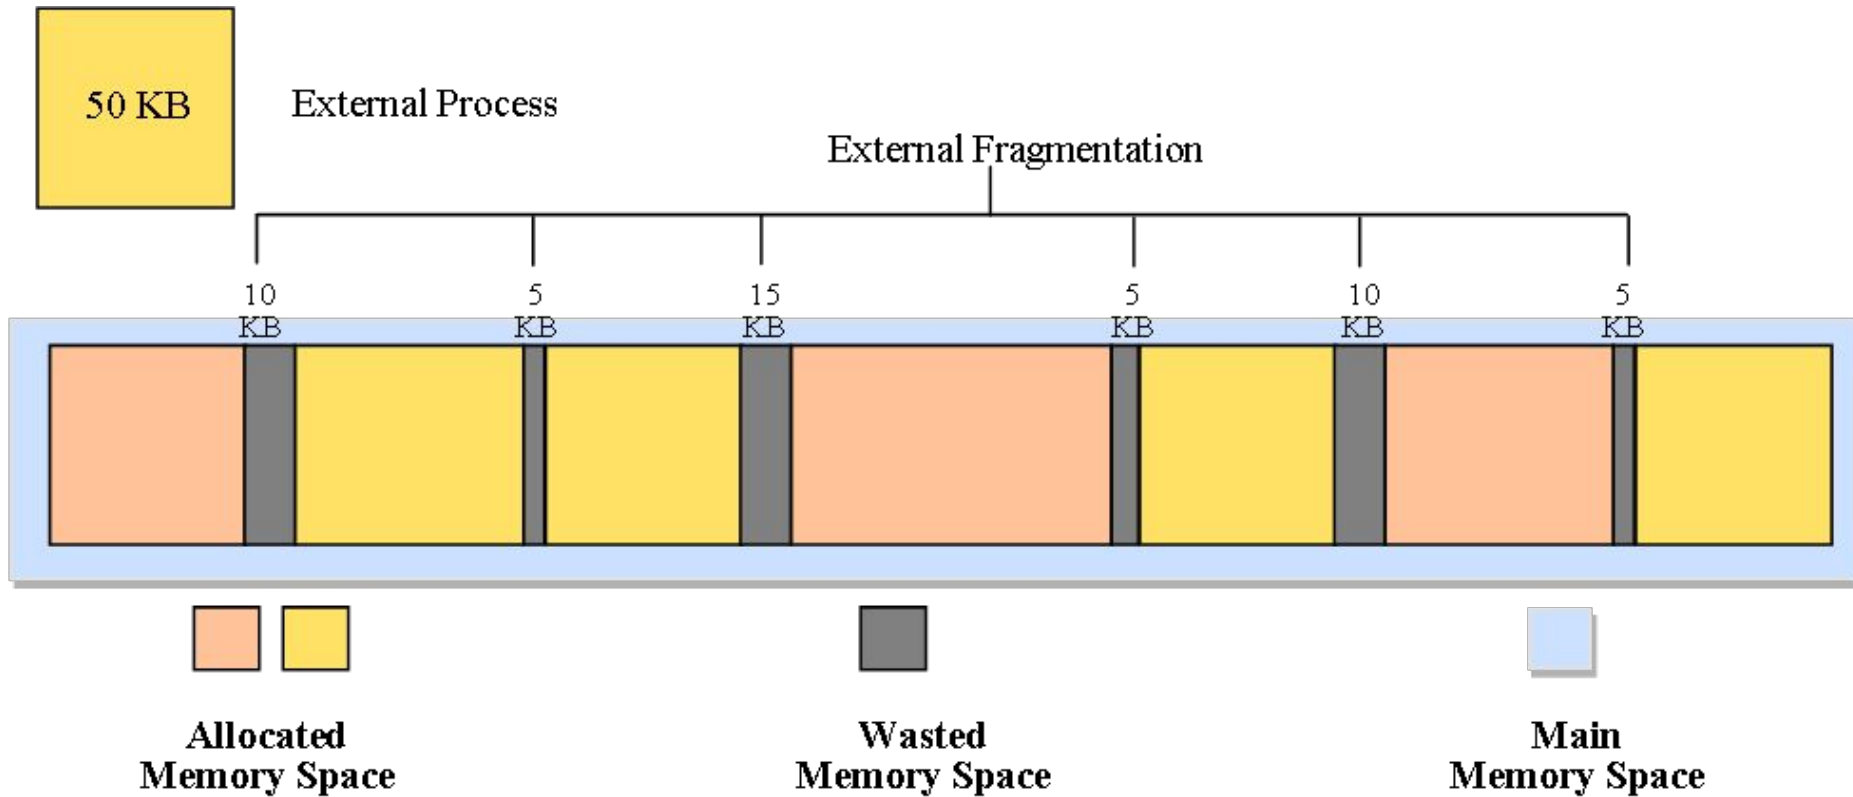 50 KB
External Process
External Fragmentation
10
KB
5
KB
15
KB
5
KB
10
KB
5
KB
Allocated
Memory Space
Wasted
Memory Space
Main
Memory Space